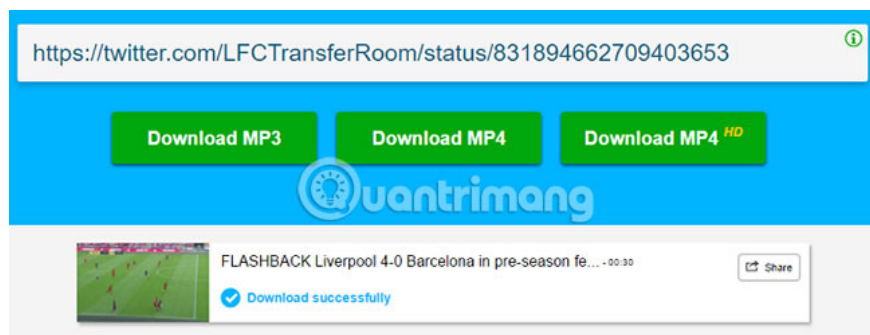 https://twitter.com/LFCTransferRoom/status/831894662709403653
Download MP3
Download MP4
Download MP4 HD
Quantrimang
FLASHBACK Liverpool 4-0 Barcelona in pre-season fe... - 00:30
Share
Download successfully